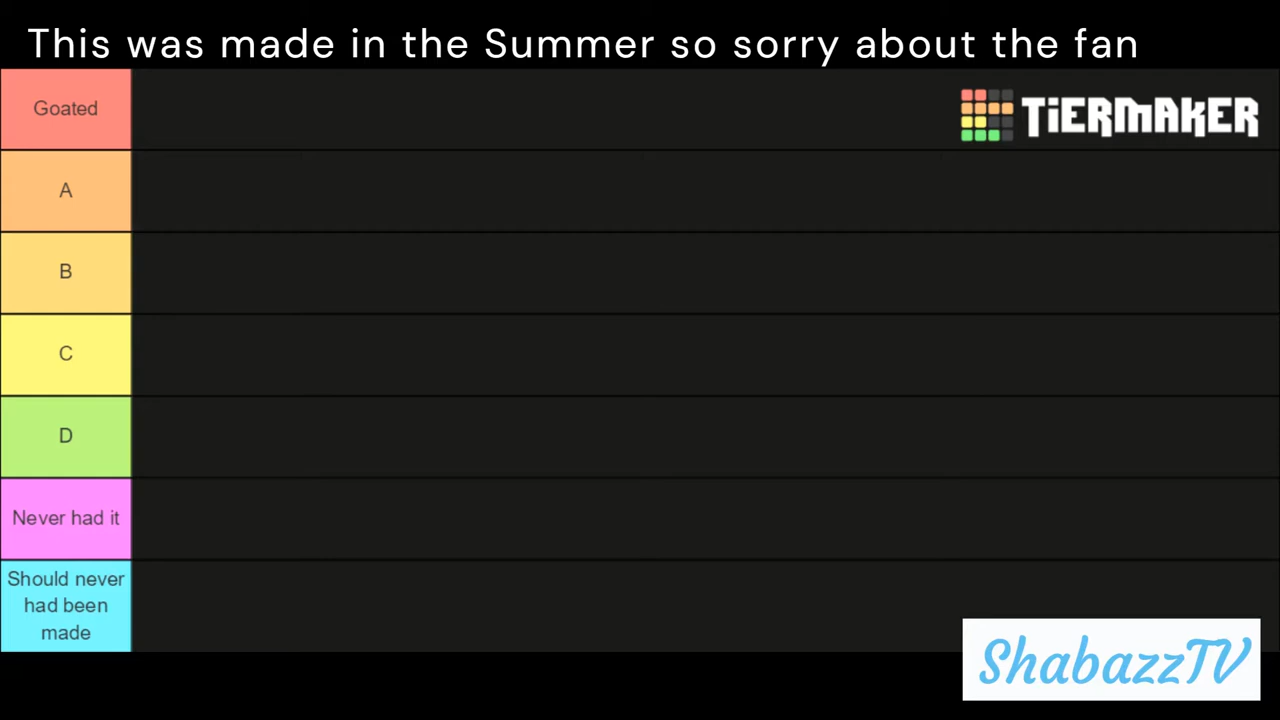 This was made in the Summer so sorry about the fan
Goated
TiERMAKER
A
B
C
D
Never had it
Should never
had been
made
ShabazzTV